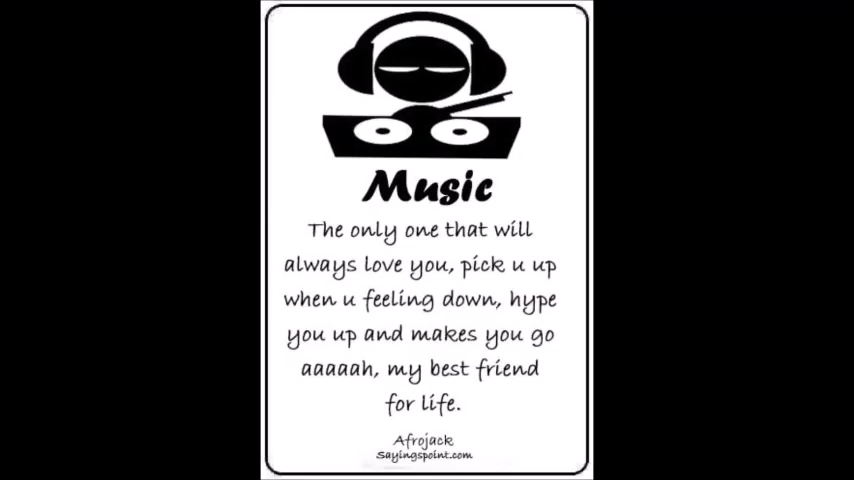 Music
The only one that will
always love you, pick u up
when u feeling down, hype
you up and makes you go
aaaaah, my best friend
for life.
Afrojack
Sayingspoint.com